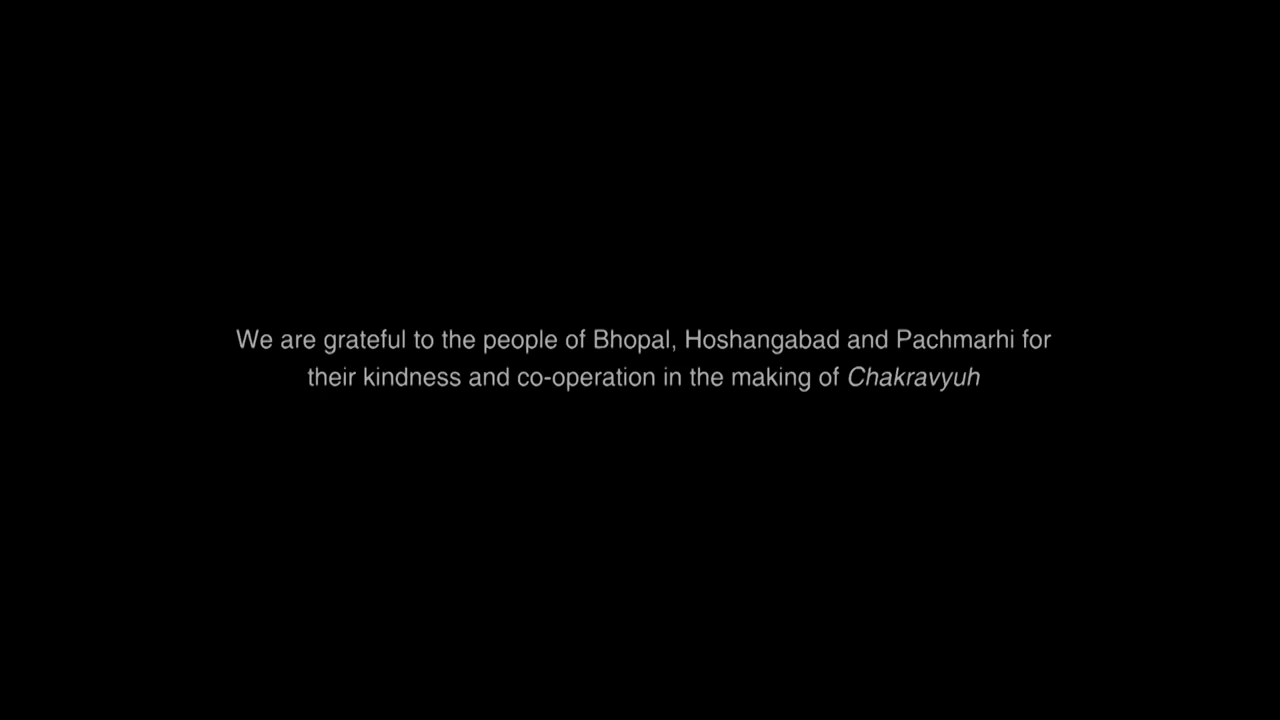 We are grateful to the people of Bhopal, Hoshangabad and Pachmarhi for
their kindness and co-operation in the making of Chakravyuh